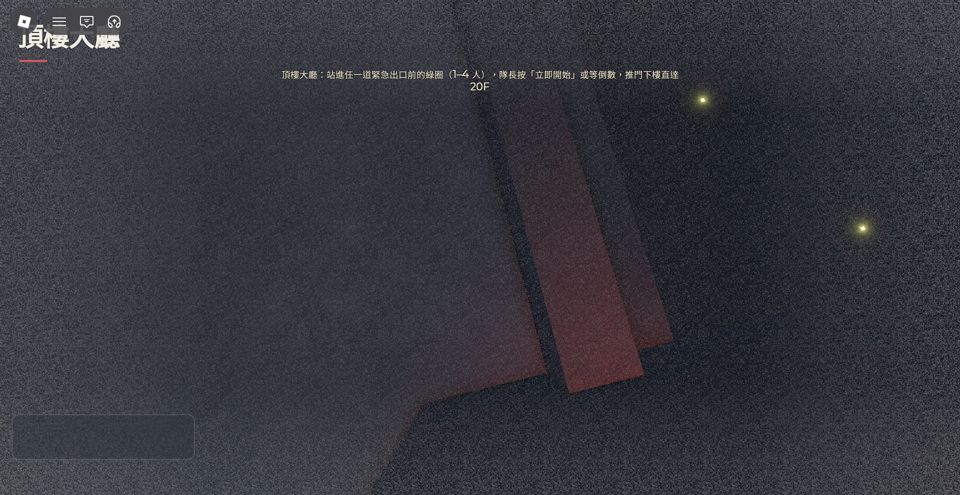 頂樓大廳
頂樓大廳：站進任一道緊急出口前的綠圈（1–4 人），隊長按「立即開始」或等倒數，推門下樓直達
20F